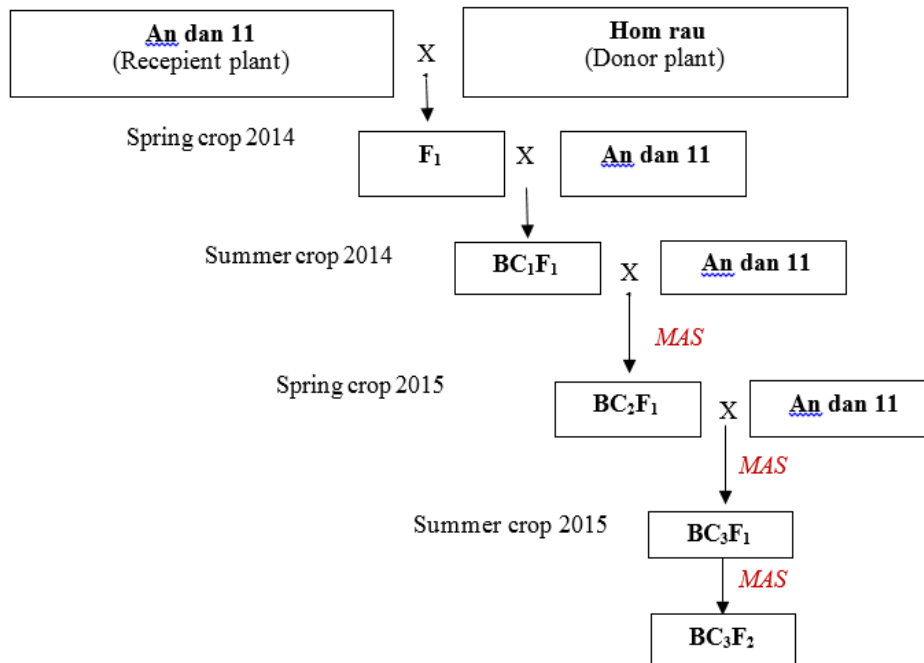 An dan 11
(Recepient plant)
X
Hom rau
(Donor plant)
Spring crop 2014
F₁
X
An dan 11
Summer crop 2014
BC₁F₁
X
An dan 11
MAS
Spring crop 2015
BC₂F₁
X
An dan 11
MAS
Summer crop 2015
BC₃F₁
MAS
BC₃F₂